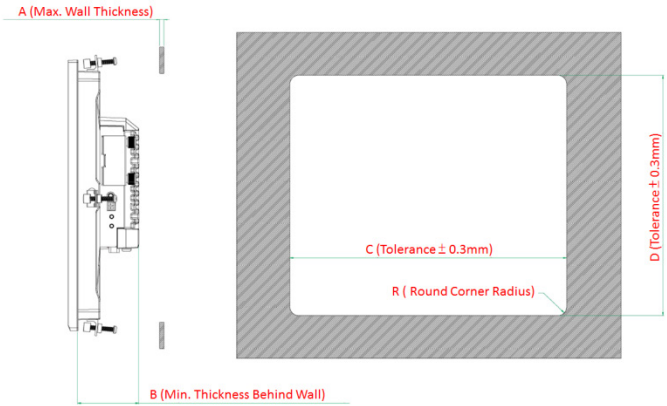 A (Max. Wall Thickness)
D (Tolerance± 0.3mm)
C (Tolerance± 0.3mm)
R ( Round Corner Radius)
B (Min. Thickness Behind Wall)